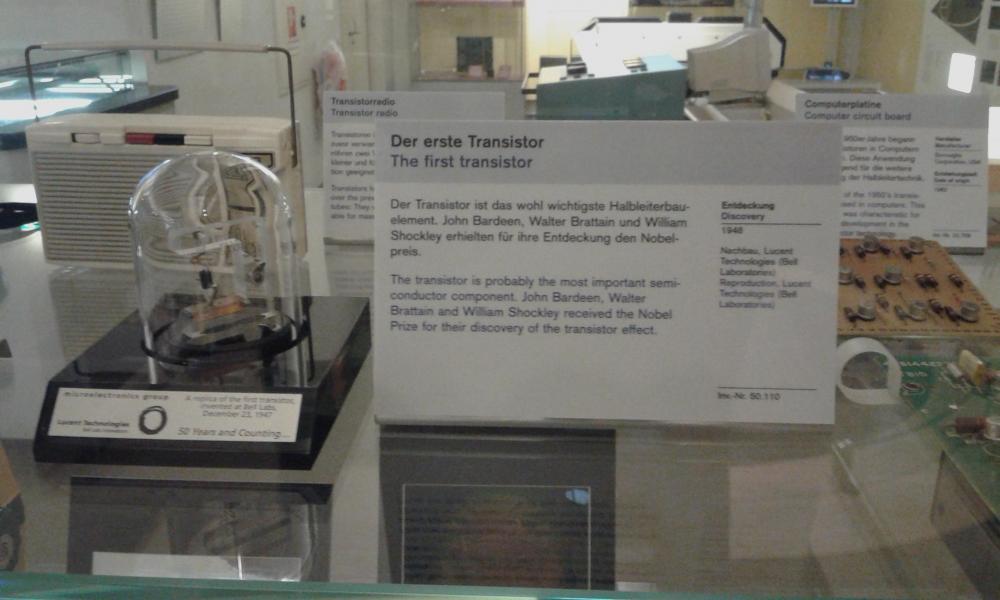 Transistorradio
Transistor radio
Computerplatine
Computer circuit board
Der erste Transistor
The first transistor
Der Transistor ist das wohl wichtigste Halbleiterbau-
element. John Bardeen, Walter Brattain und William
Shockley erhielten für ihre Entdeckung den Nobel-
preis.
The transistor is probably the most important semi-
conductor component. John Bardeen, Walter
Brattain and William Shockley received the Nobel
Prize for their discovery of the transistor effect.
Entdeckung
Discovery
1948
Nachbau, Lucent
Technologies (Bell
Laboratories)
Reproduction, Lucent
Technologies (Bell
Laboratories)
Inv.-Nr. 50.110
microelectronics group
Lucent Technologies
Bell Labs Innovations
A replica of the first transistor,
invented at Bell Labs,
December 23, 1947
50 Years and Counting...